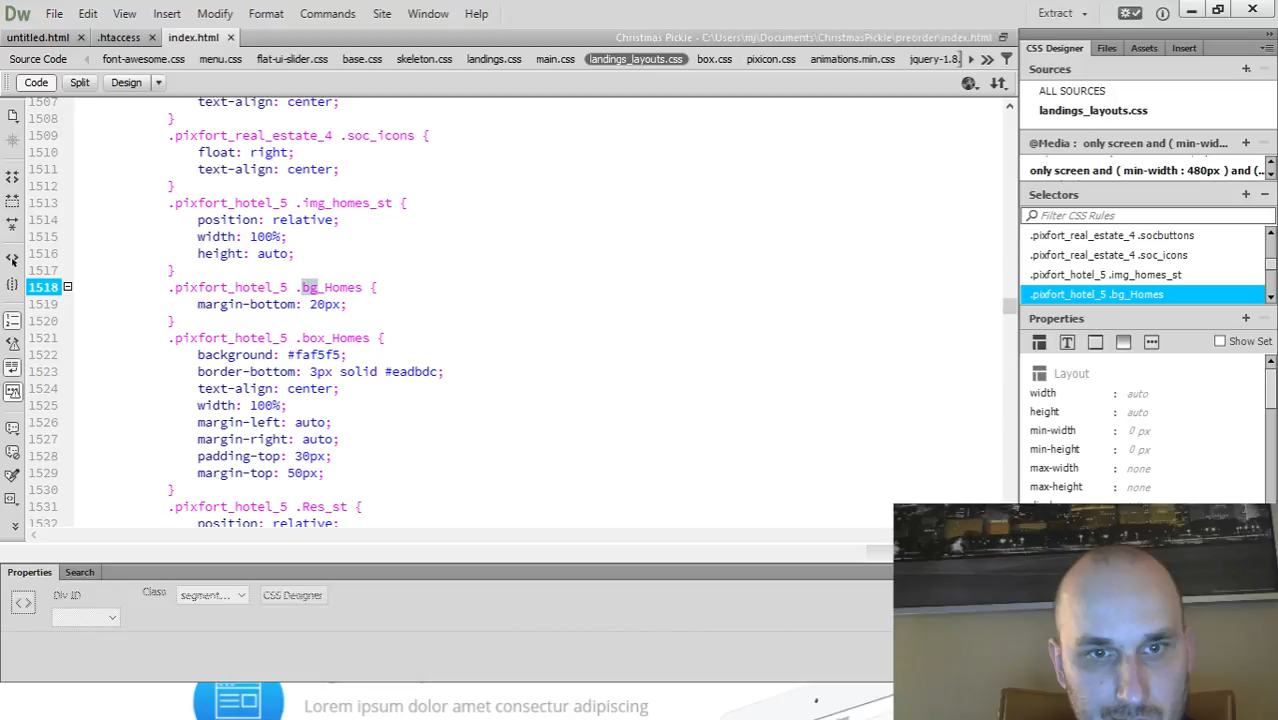 Dw File Edit View Insert Modify Format Commands Site Window Help Extract
untitled.html .htaccess index.html Christmas Pickle - C:\Users\mj\Documents\ChristmasPickle\preorder\index.html
Source Code font-awesome.css menu.css flat-ui-slider.css base.css skeleton.css landings.css main.css landings_layouts.css box.css pixicon.css animations.min.css jquery-1.8.
Code Split Design
1507 text-align: center;
1508 }
1509 .pixfort_real_estate_4 .soc_icons {
1510 float: right;
1511 text-align: center;
1512 }
1513 .pixfort_hotel_5 .img_homes_st {
1514 position: relative;
1515 width: 100%;
1516 height: auto;
1517 }
1518 .pixfort_hotel_5 .bg_Homes {
1519 margin-bottom: 20px;
1520 }
1521 .pixfort_hotel_5 .box_Homes {
1522 background: #faf5f5;
1523 border-bottom: 3px solid #eadbdc;
1524 text-align: center;
1525 width: 100%;
1526 margin-left: auto;
1527 margin-right: auto;
1528 padding-top: 30px;
1529 margin-top: 50px;
1530 }
1531 .pixfort_hotel_5 .Res_st {
1532 position: relative;
CSS Designer Files Assets Insert
Sources
ALL SOURCES
landings_layouts.css
@Media : only screen and ( min-wid...
only screen and ( min-width : 480px ) and (...
Selectors
Filter CSS Rules
.pixfort_real_estate_4 .socbuttons
.pixfort_real_estate_4 .soc_icons
.pixfort_hotel_5 .img_homes_st
.pixfort_hotel_5 .bg_Homes
Properties
Show Set
Layout
width : auto
height : auto
min-width : 0 px
min-height : 0 px
max-width : none
max-height : none
Properties Search
Div ID Class segment... CSS Designer
Lorem ipsum dolor amet consectur adipiscing